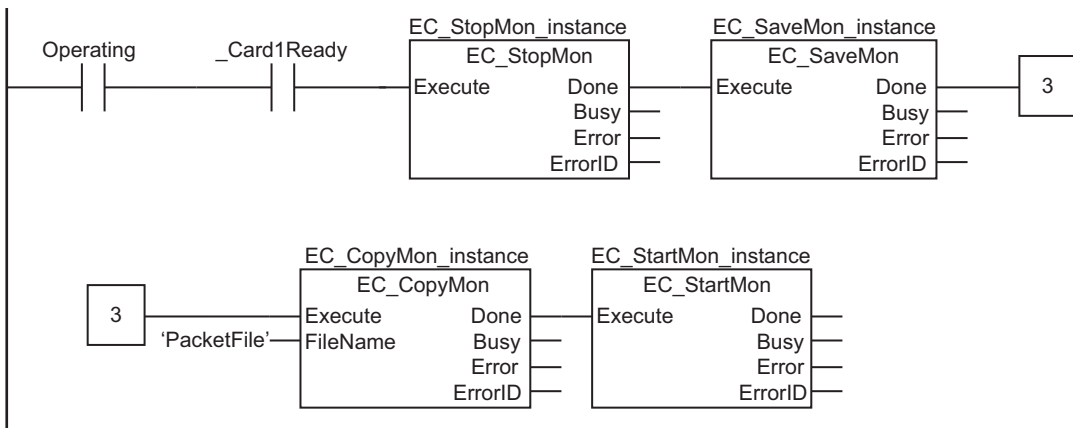 EC_StopMon_instance EC_SaveMon_instance
Operating _Card1Ready EC_StopMon EC_SaveMon
Execute Done Execute Done 3
Busy Busy
Error Error
ErrorID ErrorID
EC_CopyMon_instance EC_StartMon_instance
EC_CopyMon EC_StartMon
3 Execute Done Execute Done
‘PacketFile’ FileName Busy Busy
Error Error
ErrorID ErrorID